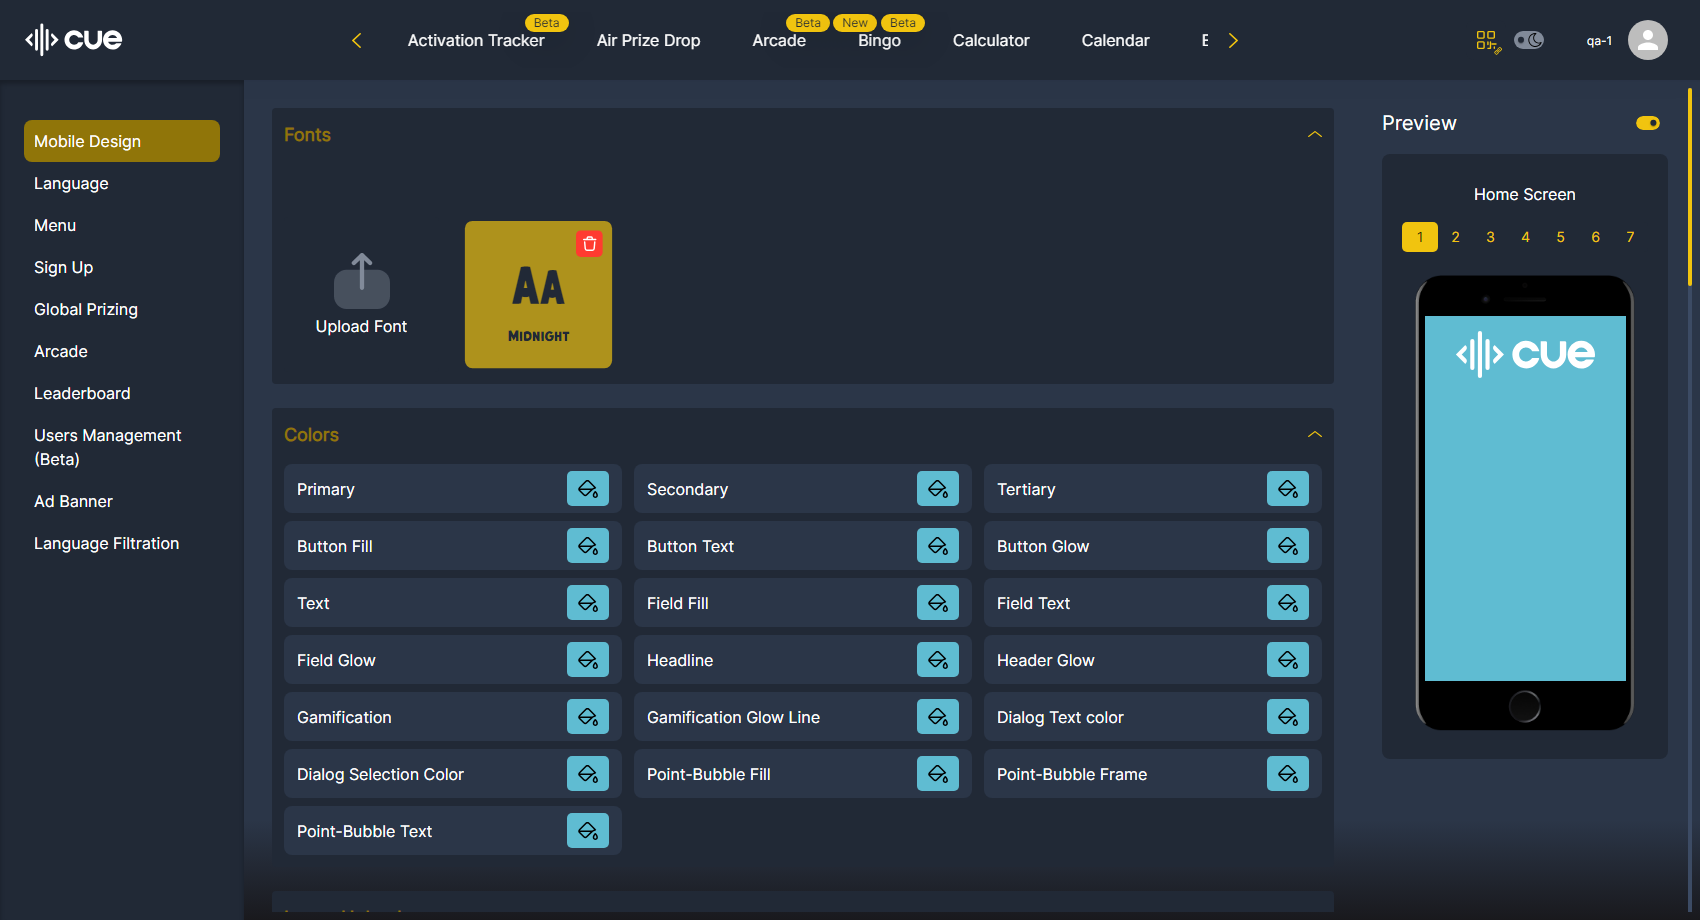 cue
Beta
Beta
New
Beta
Activation Tracker
Air Prize Drop
Arcade
Bingo
Calculator
Calendar
qa-1
Mobile Design
Language
Menu
Sign Up
Global Prizing
Arcade
Leaderboard
Users Management
(Beta)
Ad Banner
Language Filtration
Fonts
Upload Font
AA
MIDNIGHT
Colors
Primary
Secondary
Tertiary
Button Fill
Button Text
Button Glow
Text
Field Fill
Field Text
Field Glow
Headline
Header Glow
Gamification
Gamification Glow Line
Dialog Text color
Dialog Selection Color
Point-Bubble Fill
Point-Bubble Frame
Point-Bubble Text
Preview
Home Screen
1 2 3 4 5 6 7
cue